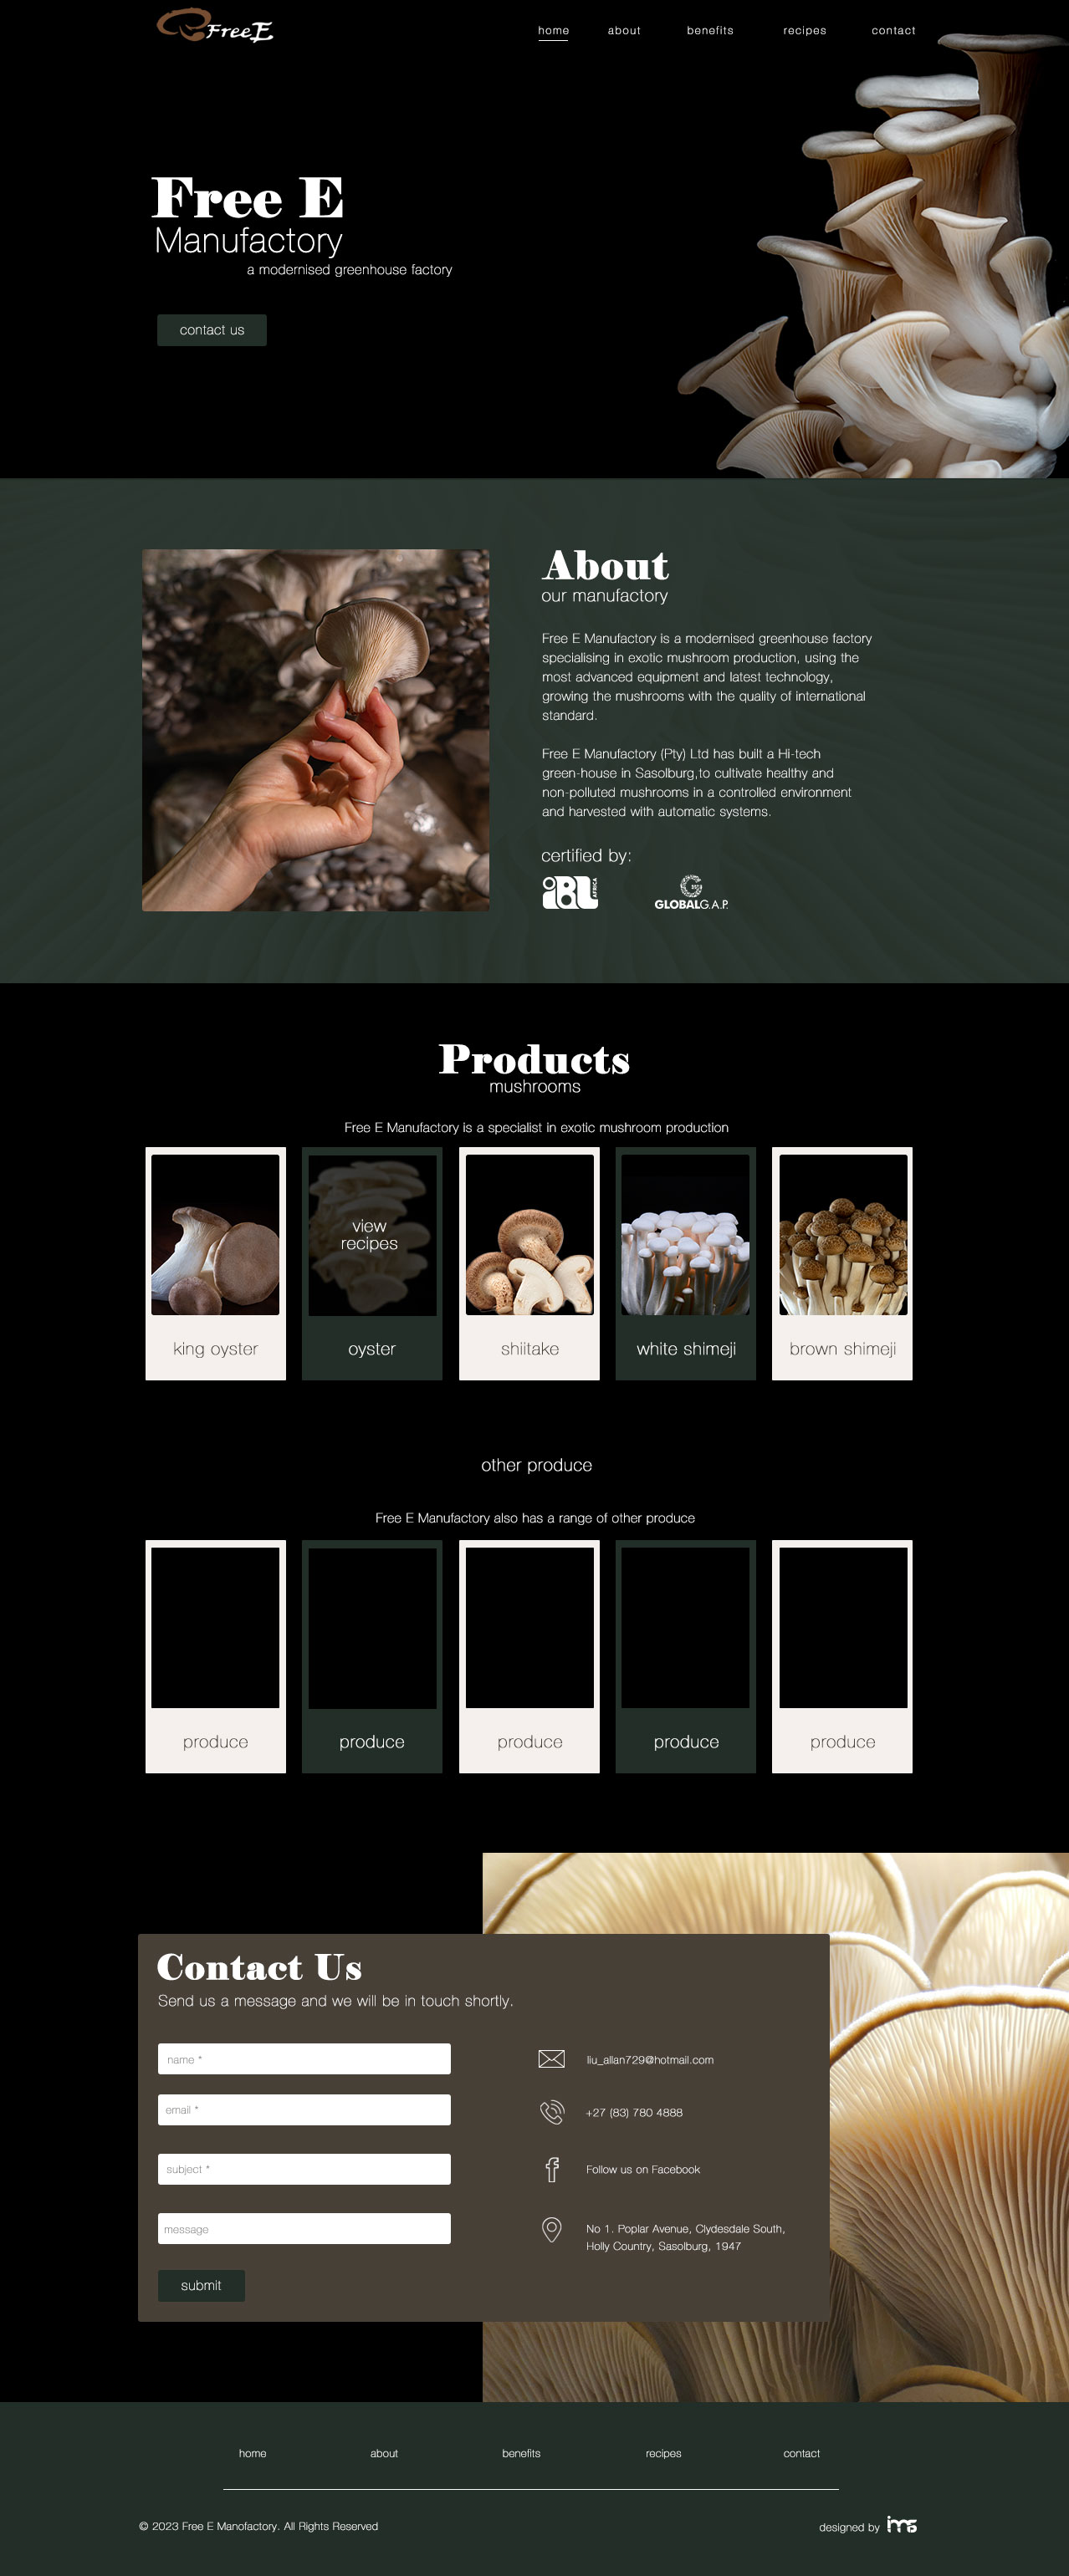 FreeE
home about benefits recipes contact
Free E
Manufactory
a modernised greenhouse factory
contact us
About
our manufactory
Free E Manufactory is a modernised greenhouse factory
specialising in exotic mushroom production, using the
most advanced equipment and latest technology,
growing the mushrooms with the quality of international
standard.
Free E Manufactory (Pty) Ltd has built a Hi-tech
green-house in Sasolburg,to cultivate healthy and
non-polluted mushrooms in a controlled environment
and harvested with automatic systems.
certified by:
AFRICA
GLOBALG.A.P.
Products
mushrooms
Free E Manufactory is a specialist in exotic mushroom production
view
recipes
king oyster oyster shiitake white shimeji brown shimeji
other produce
Free E Manufactory also has a range of other produce
produce produce produce produce produce
Contact Us
Send us a message and we will be in touch shortly.
name *
email *
subject *
message
submit
liu_allan729@hotmail.com
+27 (83) 780 4888
Follow us on Facebook
No 1. Poplar Avenue, Clydesdale South,
Holly Country, Sasolburg, 1947
home about benefits recipes contact
© 2023 Free E Manofactory. All Rights Reserved
designed by